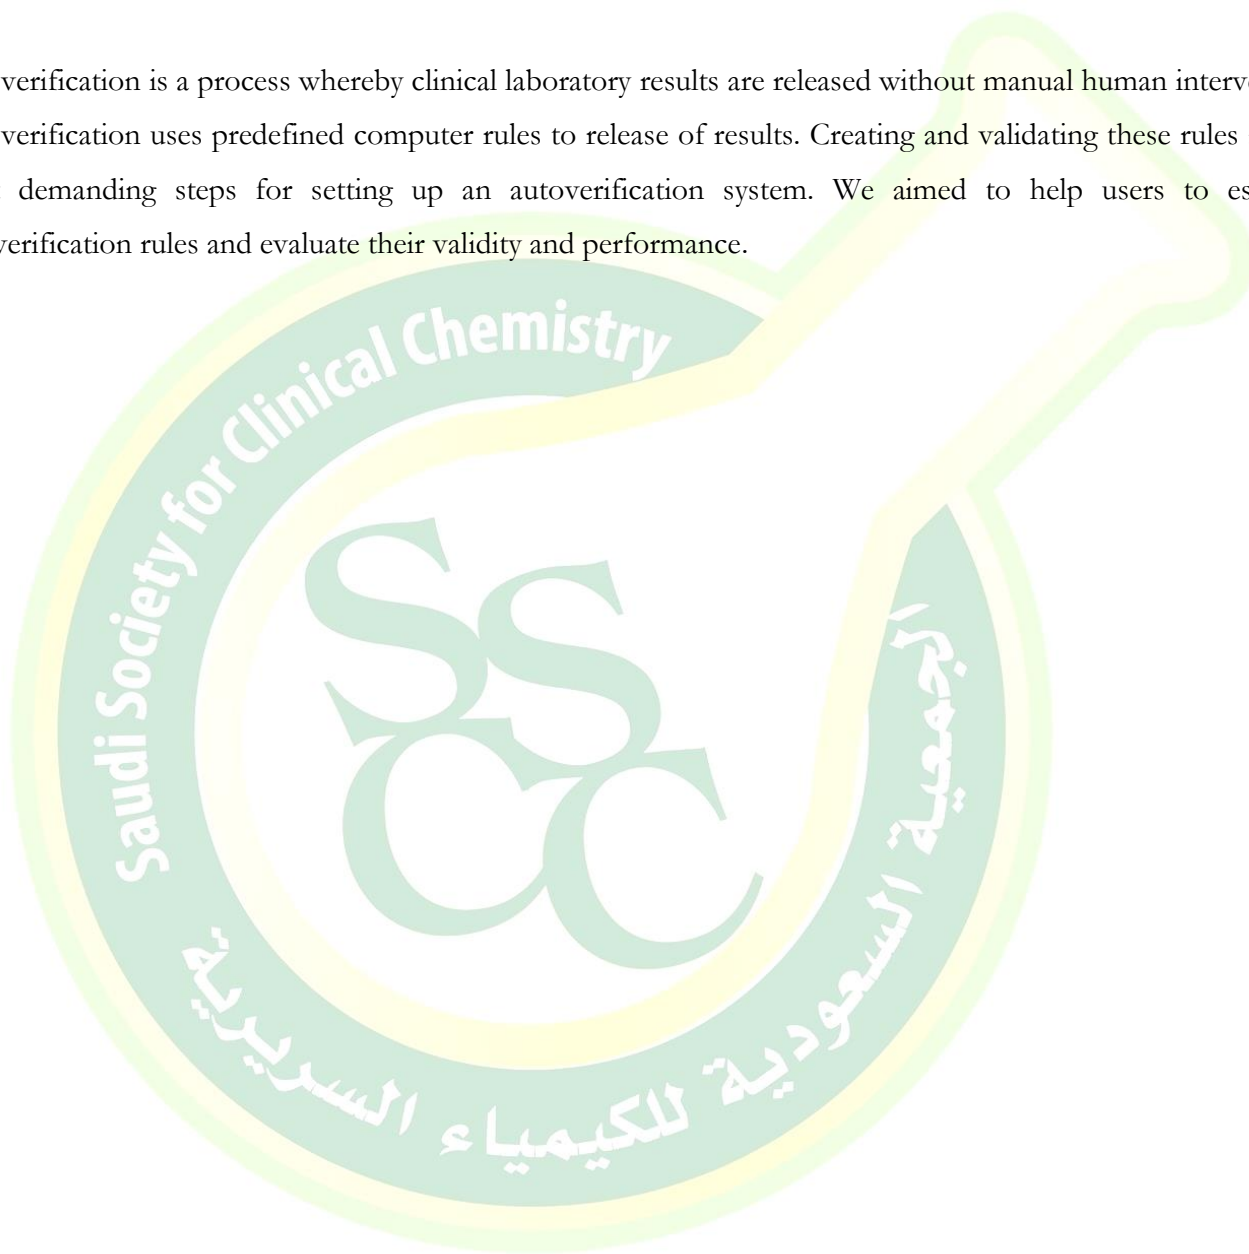 verification is a process whereby clinical laboratory results are released without manual human
verification uses predefined computer rules to release of results. Creating and validating these rules
demanding steps for setting up an autoverification system. We aimed to help users to
verification rules and evaluate their validity and performance.
Saudi Society for Clinical Chemistry
SSCC
الجمعية السعودية للكيمياء السريرية